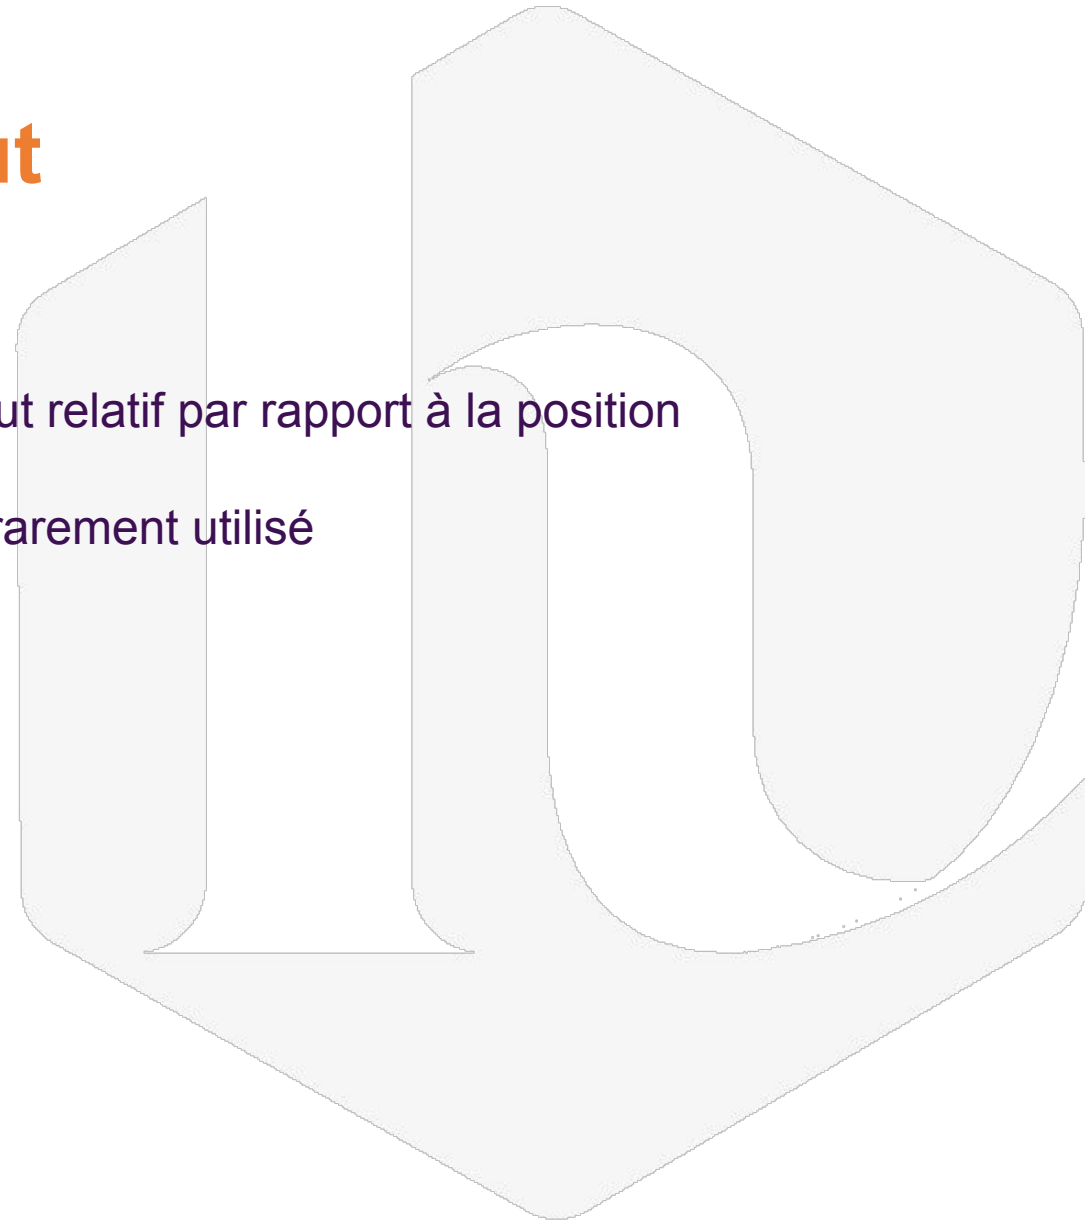 ut
ut relatif par rapport à la position
rarement utilisé